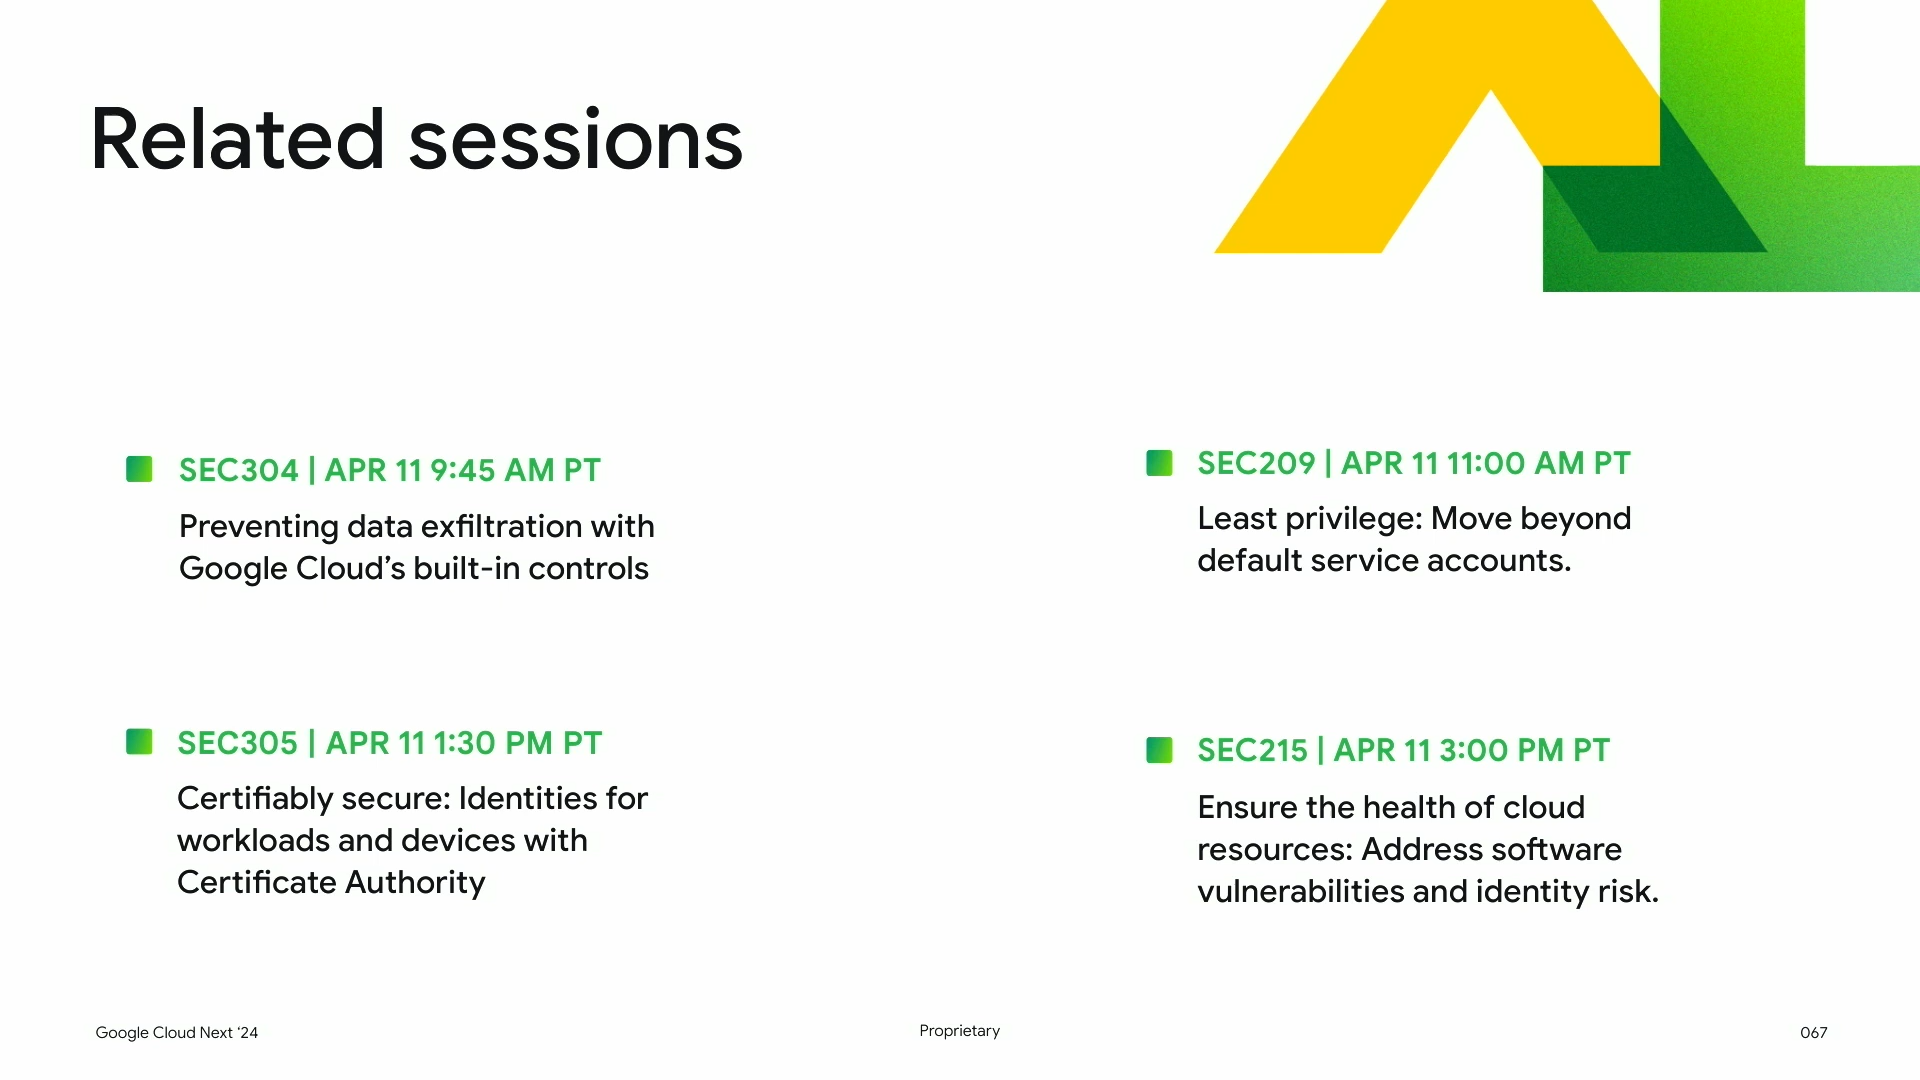 Related sessions
SEC304 | APR 11 9:45 AM PT
Preventing data exfiltration with
Google Cloud’s built-in controls
SEC209 | APR 11 11:00 AM PT
Least privilege: Move beyond
default service accounts.
SEC305 | APR 11 1:30 PM PT
Certifiably secure: Identities for
workloads and devices with
Certificate Authority
SEC215 | APR 11 3:00 PM PT
Ensure the health of cloud
resources: Address software
vulnerabilities and identity risk.
Google Cloud Next ‘24
Proprietary
067